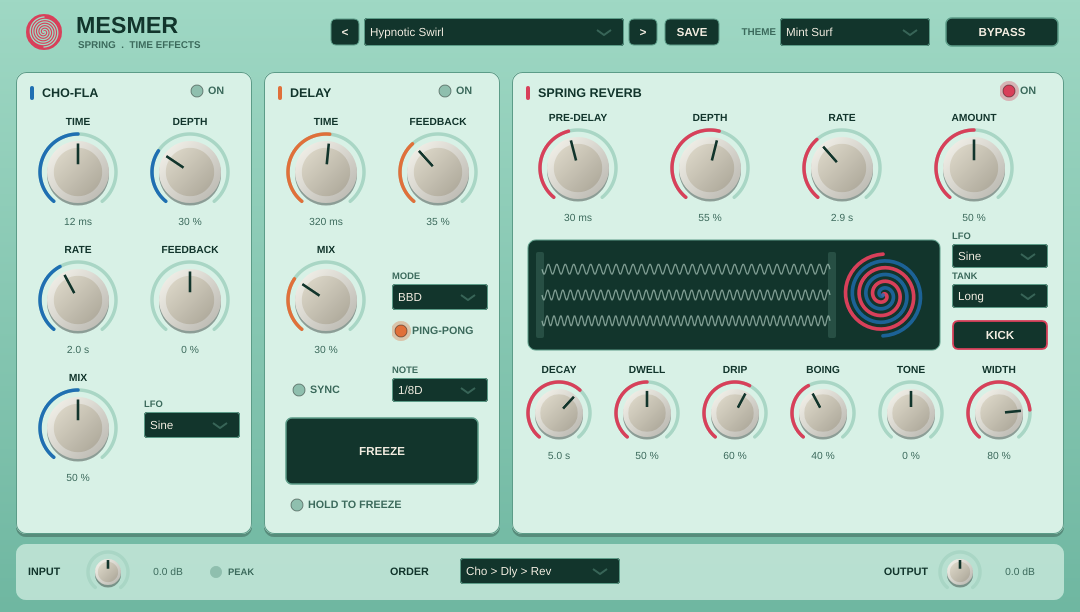 MESMER
SPRING . TIME EFFECTS
<
Hypnotic Swirl
>
SAVE
THEME
Mint Surf
BYPASS
CHO-FLA
ON
TIME
DEPTH
12 ms
30 %
RATE
FEEDBACK
2.0 s
0 %
MIX
LFO
Sine
50 %
DELAY
ON
TIME
FEEDBACK
320 ms
35 %
MIX
MODE
BBD
PING-PONG
30 %
SYNC
NOTE
1/8D
FREEZE
HOLD TO FREEZE
SPRING REVERB
ON
PRE-DELAY
DEPTH
RATE
AMOUNT
30 ms
55 %
2.9 s
50 %
LFO
Sine
TANK
Long
KICK
DECAY
DWELL
DRIP
BOING
TONE
WIDTH
5.0 s
50 %
60 %
40 %
0 %
80 %
INPUT
0.0 dB
PEAK
ORDER
Cho > Dly > Rev
OUTPUT
0.0 dB